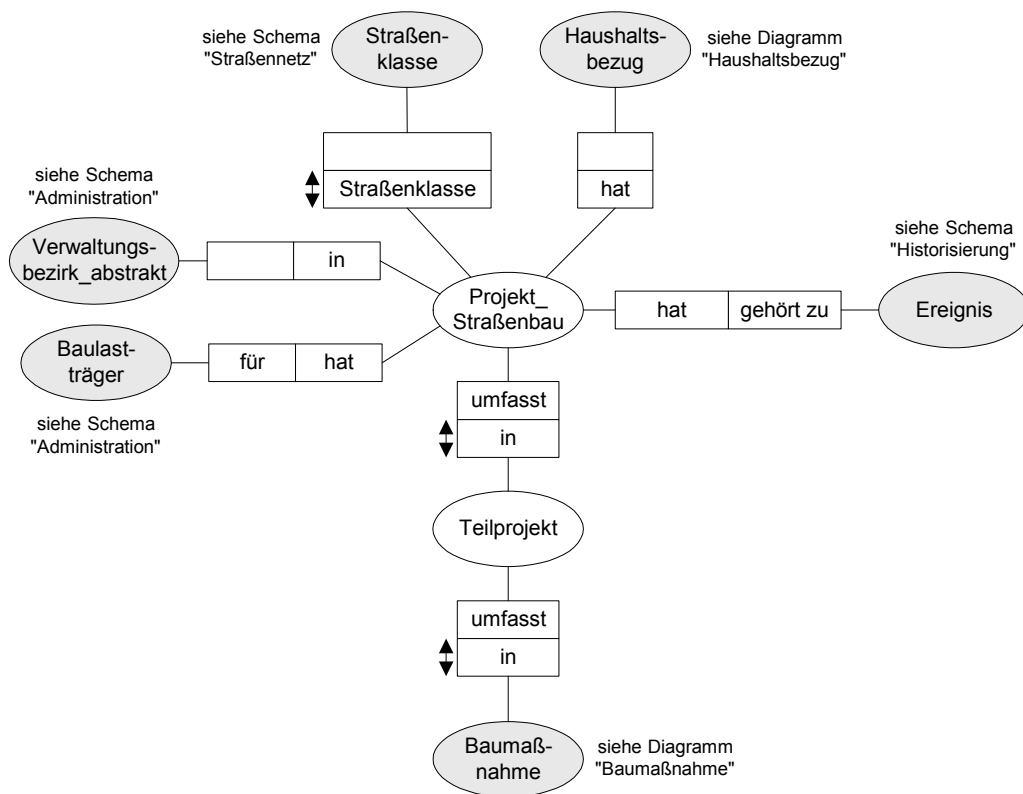 siehe Schema
"Straßennetz"
Straßen-
klasse
Haushalts-
bezug
siehe Diagramm
"Haushaltsbezug"
Straßenklasse
hat
siehe Schema
"Administration"
Verwaltungs-
bezirk_abstrakt
in
siehe Schema
"Historisierung"
Projekt_
Straßenbau
hat
gehört zu
Ereignis
Baulast-
träger
für
hat
siehe Schema
"Administration"
umfasst
in
Teilprojekt
umfasst
in
Baumaß-
nahme
siehe Diagramm
"Baumaßnahme"